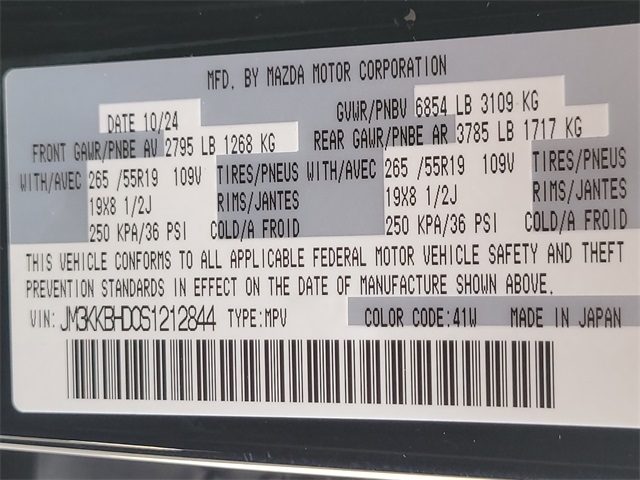 MFD. BY MAZDA MOTOR CORPORATION
DATE 10/24 GVWR/PNBV 6854 LB 3109 KG
FRONT GAWR/PNBE AV 2795 LB 1268 KG REAR GAWR/PNBE AR 3785 LB 1717 KG
WITH/AVEC 265 /55R19 109V TIRES/PNEUS WITH/AVEC 265 /55R19 109V TIRES/PNEUS
19X8 1/2J RIMS/JANTES 19X8 1/2J RIMS/JANTES
250 KPA/36 PSI COLD/A FROID 250 KPA/36 PSI COLD/A FROID
THIS VEHICLE CONFORMS TO ALL APPLICABLE FEDERAL MOTOR VEHICLE SAFETY AND THEFT
PREVENTION STANDARDS IN EFFECT ON THE DATE OF MANUFACTURE SHOWN ABOVE.
VIN: JM3KKBHD0S1212844 TYPE:MPV COLOR CODE:41W MADE IN JAPAN